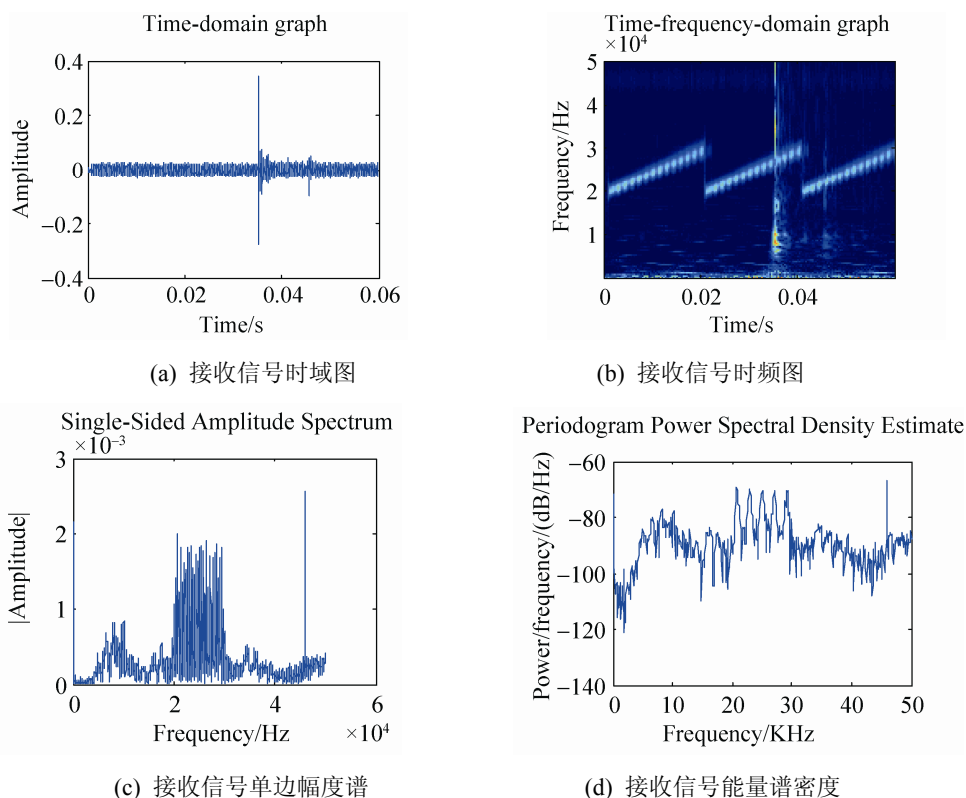 Time-domain graph
0.4
0.2
0
−0.2
−0.4
Amplitude
0 0.02 0.04 0.06
Time/s
(a) 接收信号时域图
Time-frequency-domain graph
×10⁴
5
4
3
2
1
Frequency/Hz
0 0.02 0.04
Time/s
(b) 接收信号时频图
Single-Sided Amplitude Spectrum
×10⁻³
3
2
1
0
|Amplitude|
0 2 4 6
Frequency/Hz ×10⁴
(c) 接收信号单边幅度谱
Periodogram Power Spectral Density Estimate
−60
−80
−100
−120
−140
Power/frequency/(dB/Hz)
0 10 20 30 40 50
Frequency/KHz
(d) 接收信号能量谱密度